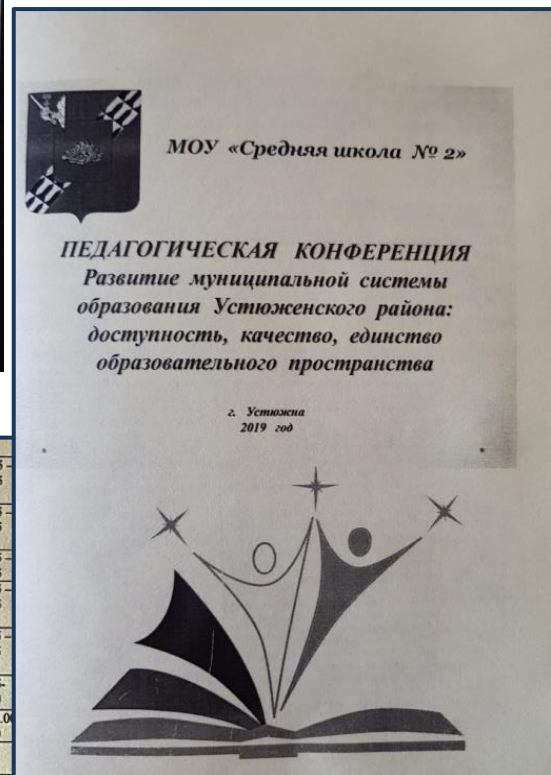 МОУ «Средняя школа № 2»
ПЕДАГОГИЧЕСКАЯ КОНФЕРЕНЦИЯ
Развитие муниципальной системы
образования Устюженского района:
доступность, качество, единство
образовательного пространства
г. Устюжна
2019 год